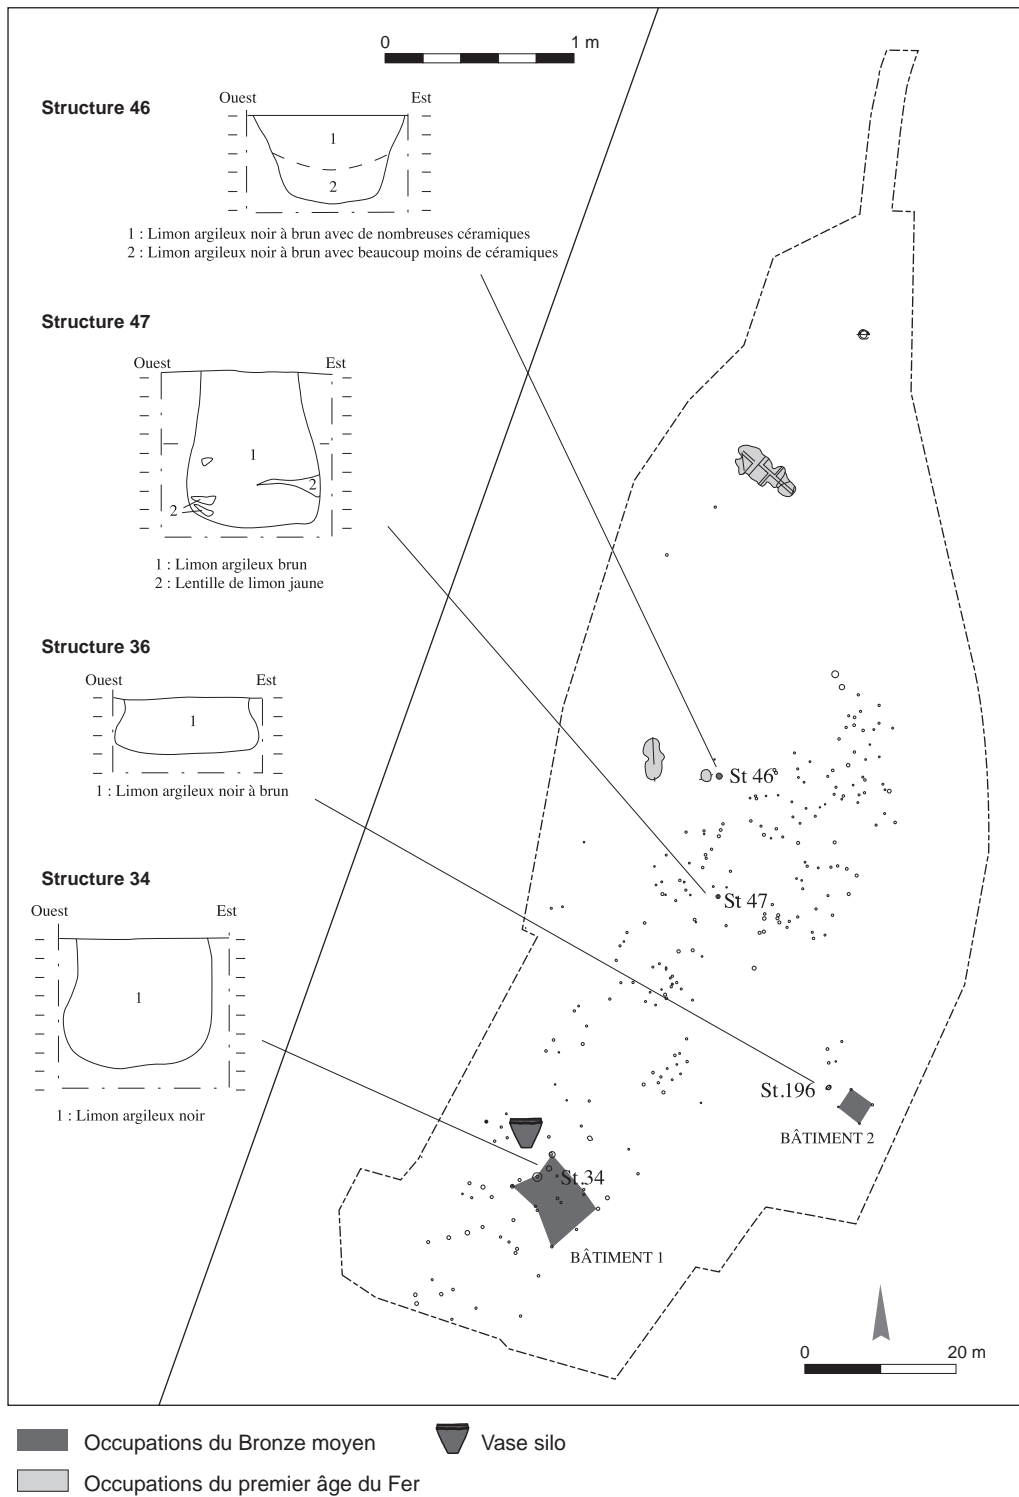 0 1 m
Structure 46
Ouest Est
1
2
1 : Limon argileux noir à brun avec de nombreuses céramiques
2 : Limon argileux noir à brun avec beaucoup moins de céramiques
Structure 47
Ouest Est
1
2
2
1 : Limon argileux brun
2 : Lentille de limon jaune
Structure 36
Ouest Est
1
1 : Limon argileux noir à brun
Structure 34
Ouest Est
1
1 : Limon argileux noir
St 46
St 47
St.196
BÂTIMENT 2
St.34
BÂTIMENT 1
0 20 m
Occupations du Bronze moyen
Vase silo
Occupations du premier âge du Fer